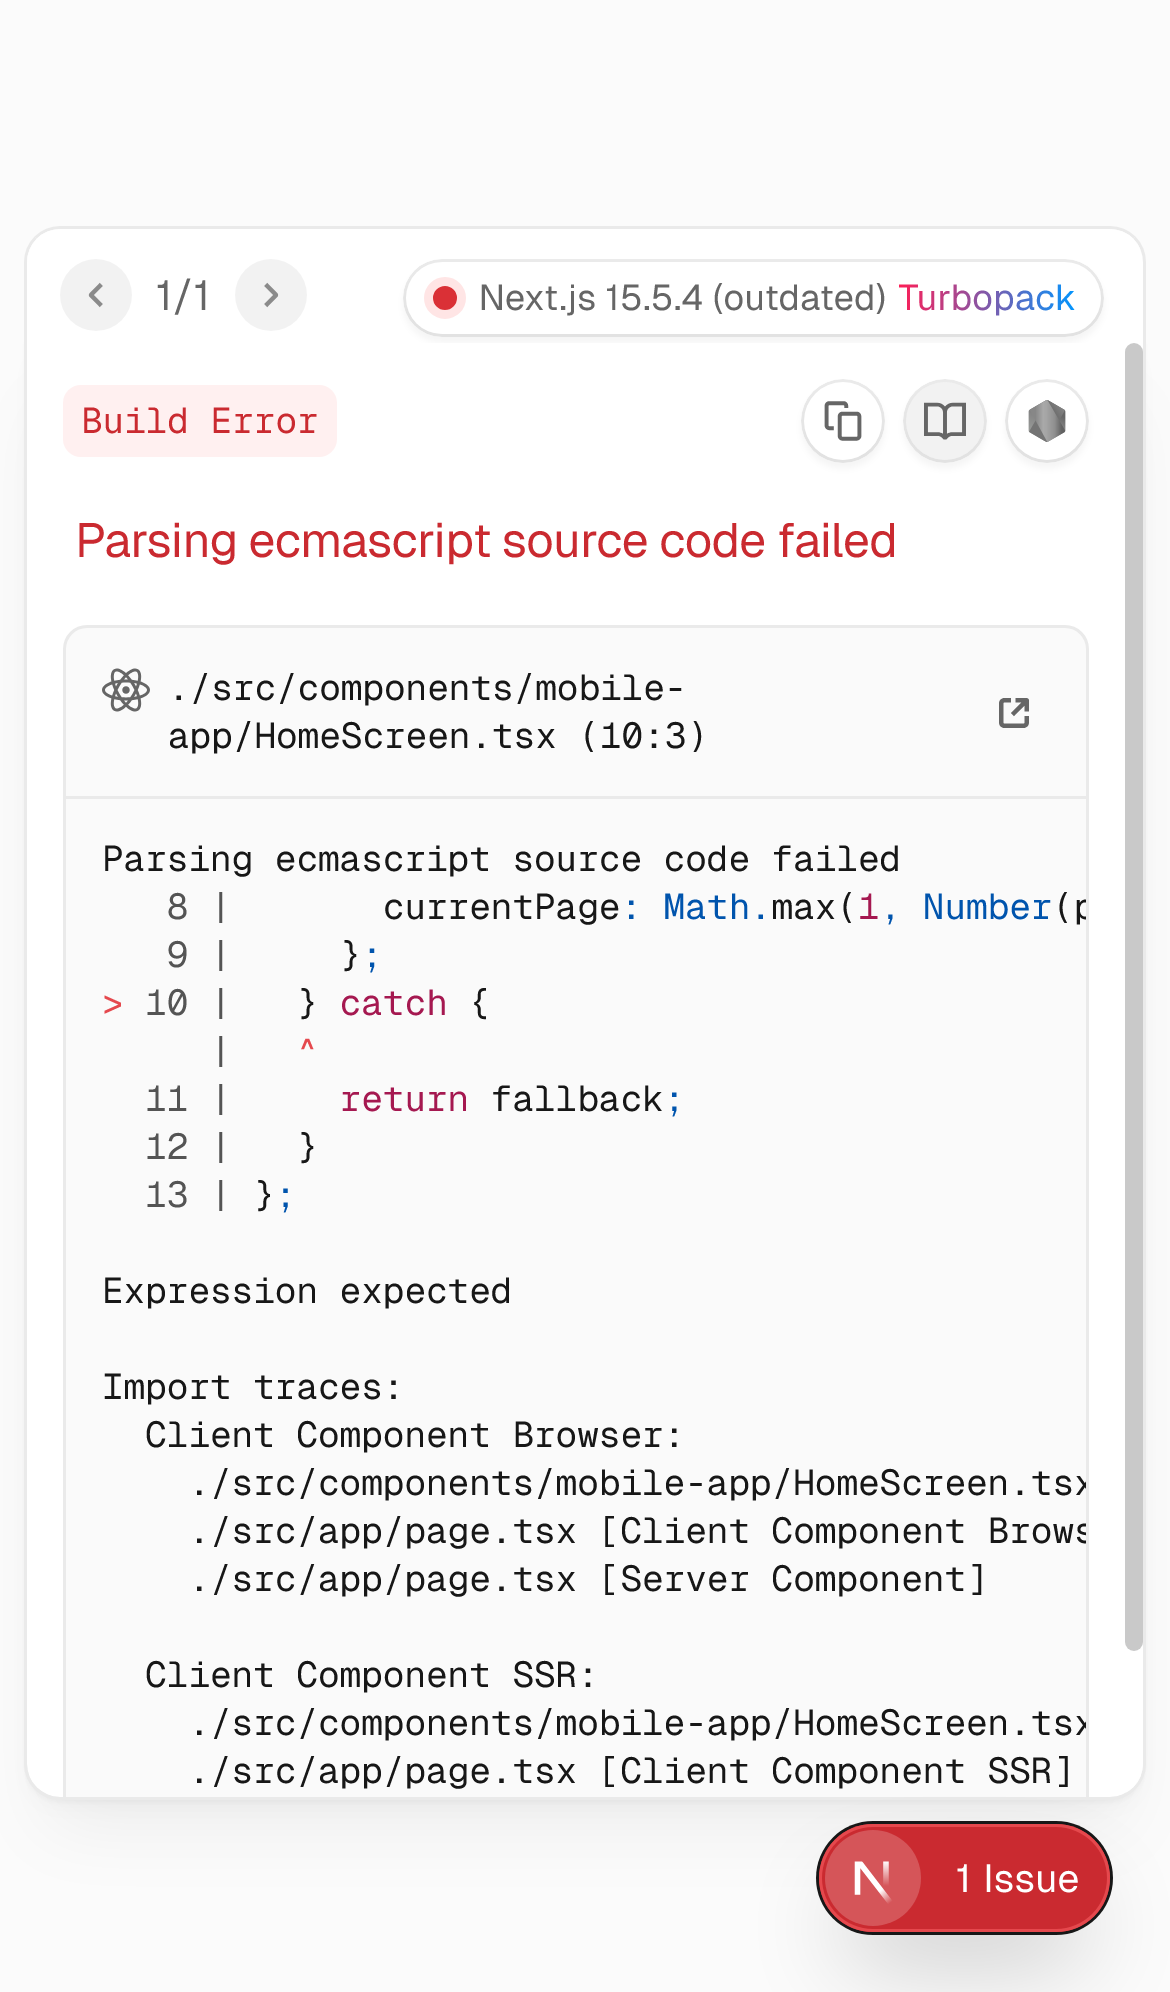 1/1
Next.js 15.5.4 (outdated) Turbopack
Build Error
Parsing ecmascript source code failed
./src/components/mobile-
app/HomeScreen.tsx (10:3)
Parsing ecmascript source code failed
8 |       currentPage: Math.max(1, Number(p
9 |     };
> 10 |   } catch {
|   ^
11 |     return fallback;
12 |   }
13 | };
Expression expected
Import traces:
Client Component Browser:
./src/components/mobile-app/HomeScreen.tsx
./src/app/page.tsx [Client Component Brows
./src/app/page.tsx [Server Component]
Client Component SSR:
./src/components/mobile-app/HomeScreen.tsx
./src/app/page.tsx [Client Component SSR]
N 1 Issue